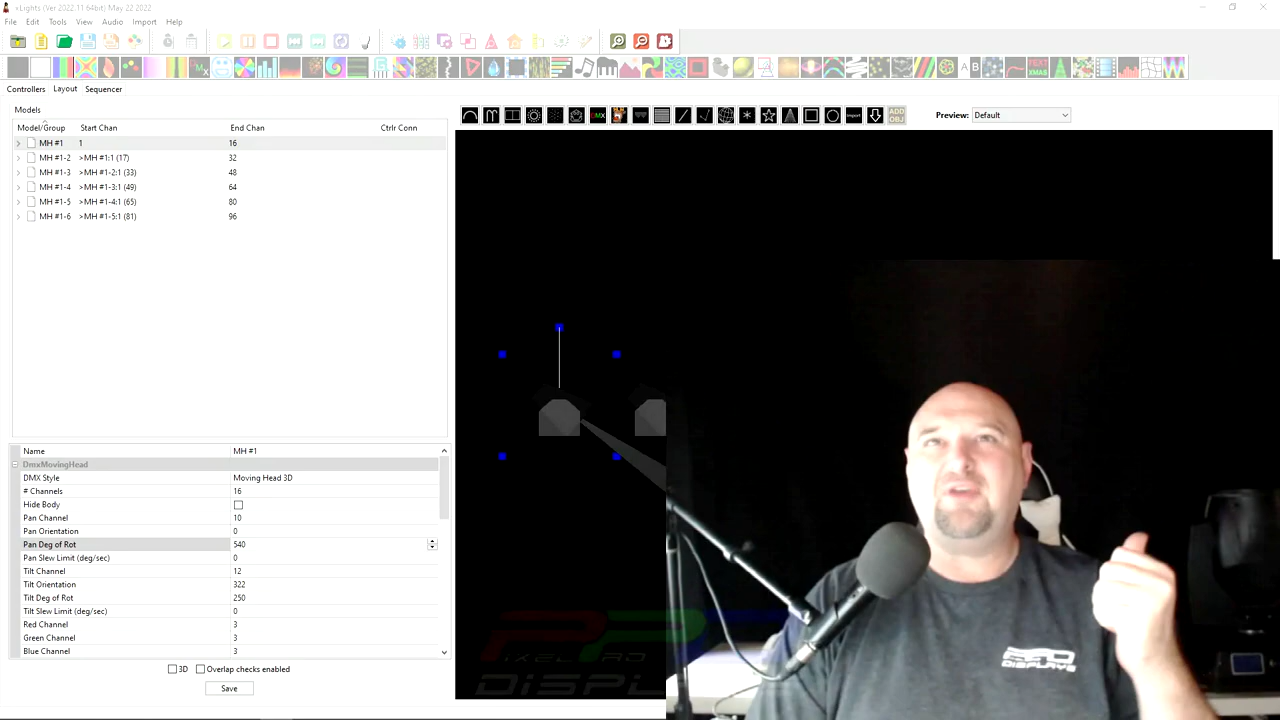 xLights (Ver 2022.11 64bit) May 22 2022
File Edit Tools View Audio Import Help
Controllers Layout Sequencer
Models
Preview: Default
Model/Group Start Chan End Chan Ctrlr Conn
MH #1 1 16
MH #1-2 >MH #1:1 (17) 32
MH #1-3 >MH #1-2:1 (33) 48
MH #1-4 >MH #1-3:1 (49) 64
MH #1-5 >MH #1-4:1 (65) 80
MH #1-6 >MH #1-5:1 (81) 96
Name MH #1
DmxMovingHead
DMX Style Moving Head 3D
# Channels 16
Hide Body
Pan Channel 10
Pan Orientation 0
Pan Deg of Rot 540
Pan Slew Limit (deg/sec) 0
Tilt Channel 12
Tilt Orientation 322
Tilt Deg of Rot 250
Tilt Slew Limit (deg/sec) 0
Red Channel 3
Green Channel 3
Blue Channel 3
3D Overlap checks enabled
Save
DISPLAYS